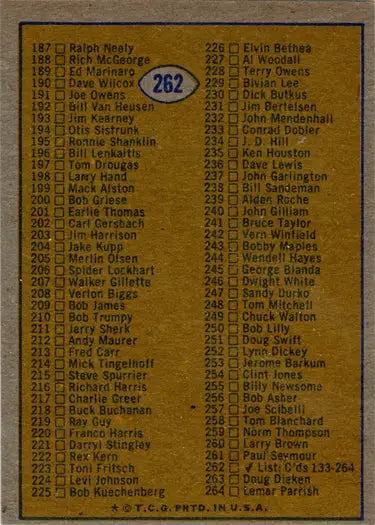 187 Ralph Neely
188 Rich McGeorge
189 Ed Marinaro
190 Dave Wilcox
262
191 Joe Owens
192 Bill Van Heusen
193 Jim Kearney
194 Otis Sistrunk
195 Ronnie Shanklin
196 Bill Lenkaitis
197 Tom Drougas
198 Larry Hand
199 Mack Alston
200 Bob Griese
201 Earlie Thomas
202 Carl Gersbach
203 Jim Harrison
204 Jake Kupp
205 Merlin Olsen
206 Spider Lockhart
207 Walker Gillette
208 Verlon Biggs
209 Bob James
210 Bob Trumpy
211 Jerry Sherk
212 Andy Maurer
213 Fred Carr
214 Mick Tingelhoff
215 Steve Spurrier
216 Richard Harris
217 Charlie Greer
218 Buck Buchanan
219 Ray Guy
220 Franco Harris
221 Darryl Stingley
222 Rex Kern
223 Toni Fritsch
224 Levi Johnson
225 Bob Kuechenberg
226 Elvin Bethea
227 Al Woodall
228 Terry Owens
229 Bivian Lee
230 Dick Butkus
231 Jim Bertelsen
232 John Mendenhall
233 Conrad Dobler
234 J. D. Hill
235 Ken Houston
236 Dave Lewis
237 John Garlington
238 Bill Sandeman
239 Alden Roche
240 John Gilliam
241 Bruce Taylor
242 Vern Winfield
243 Bobby Maples
244 Wendell Hayes
245 George Blanda
246 Dwight White
247 Sandy Durko
248 Tom Mitchell
249 Chuck Walton
250 Bob Lilly
251 Doug Swift
252 Lynn Dickey
253 Jerome Barkum
254 Clint Jones
255 Billy Newsome
256 Bob Asher
257 Joe Scibelli
258 Tom Blanchard
259 Norm Thompson
260 Larry Brown
261 Paul Seymour
262 ✓ List: C'ds 133-264
263 Doug Dieken
264 Lemar Parrish
★ © T.C.G. PRTD. IN U.S.A.